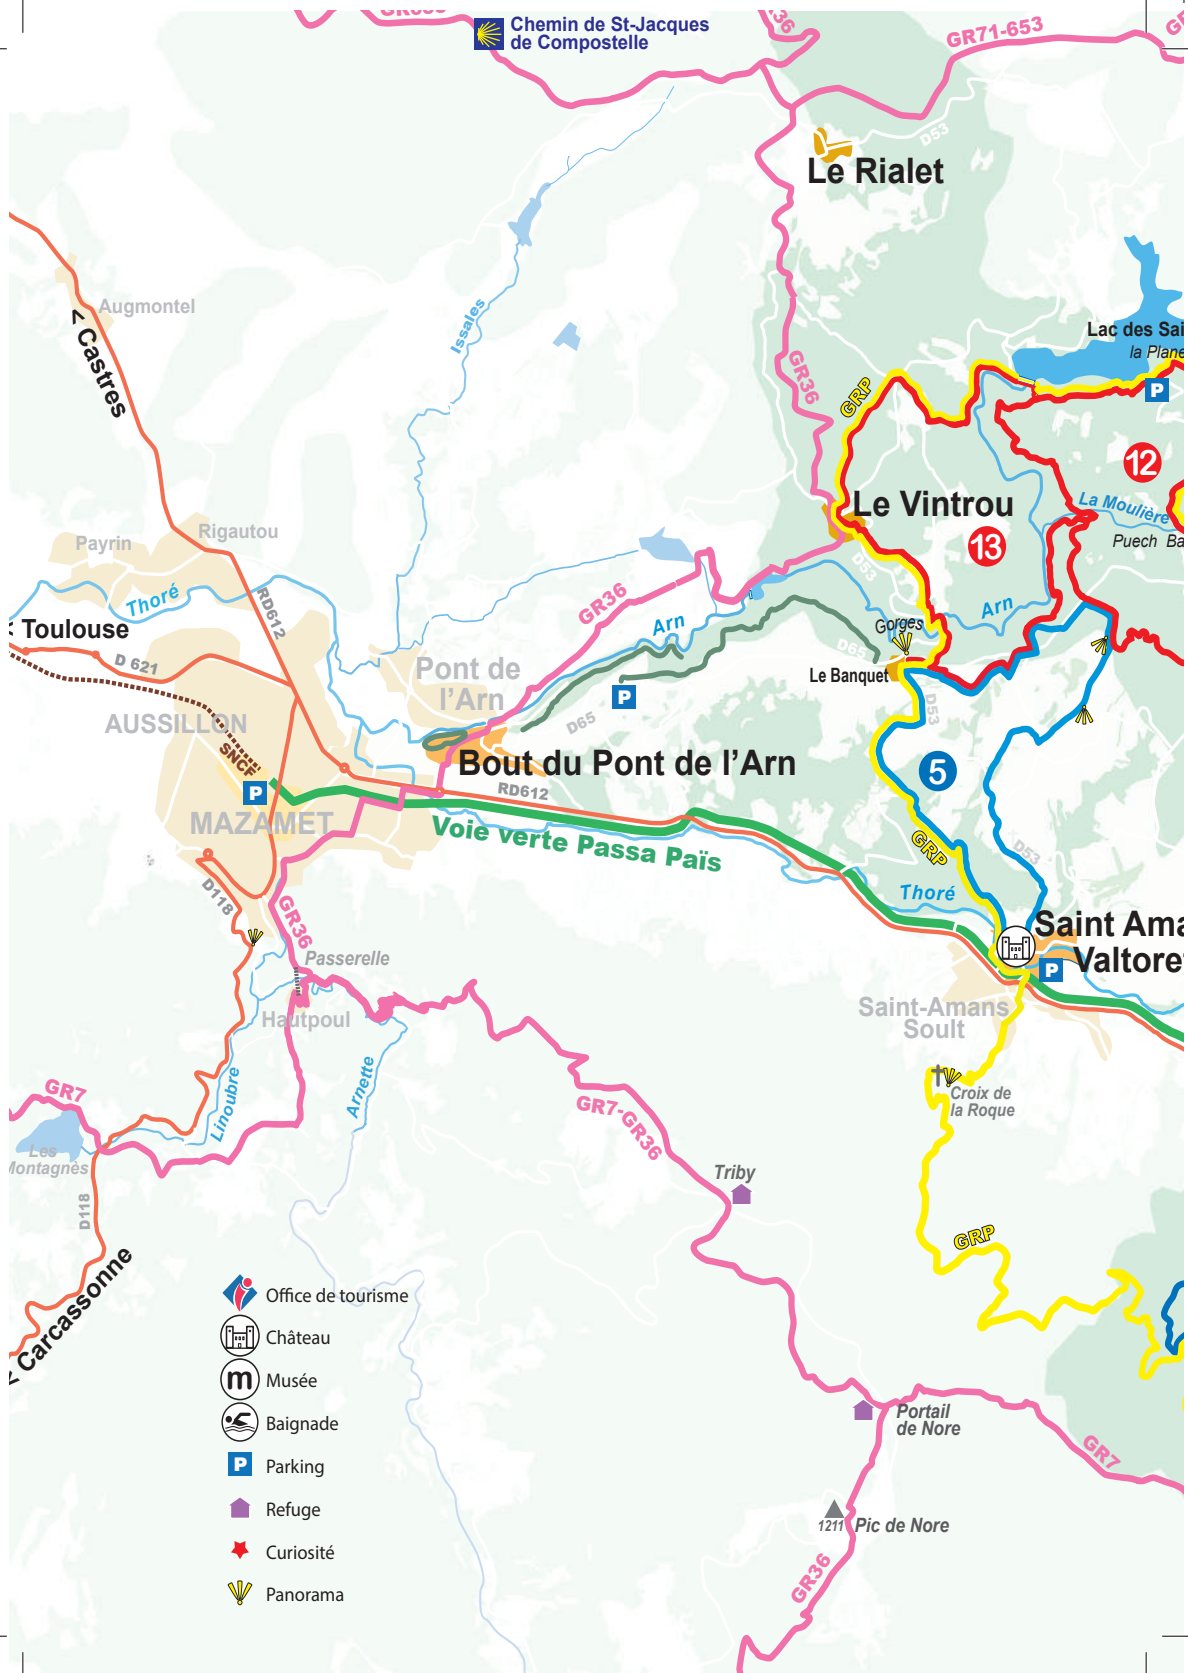 Chemin de St-Jacques
de Compostelle
GR36
GR71-653
D53
Le Rialet
Augmontel
< Castres
Issales
Lac des Sai
la Plane
P
GR36
GRP
12
Le Vintrou
La Moulière
Puech Ba
13
Rigautou
Payrin
Thoré
RD612
D53
GR36
Arn
Arn
Gorges
Toulouse
D 621
D65
Pont de
l'Arn
P
Le Banquet
D53
D65
AUSSILLON
SNCF
Bout du Pont de l'Arn
5
P
RD612
MAZAMET
Voie verte Passa Païs
GRP
D53
D118
Thoré
GR36
Saint Ama
Valtoret
P
Passerelle
Hautpoul
Saint-Amans
Soult
Arnette
Linoubre
GR7
Croix de
la Roque
GR7-GR36
Les
Montagnès
Triby
D118
GRP
< Carcassonne
Office de tourisme
Château
m Musée
Baignade
P Parking
Refuge
Curiosité
Panorama
Portail
de Nore
GR7
1211 Pic de Nore
GR36